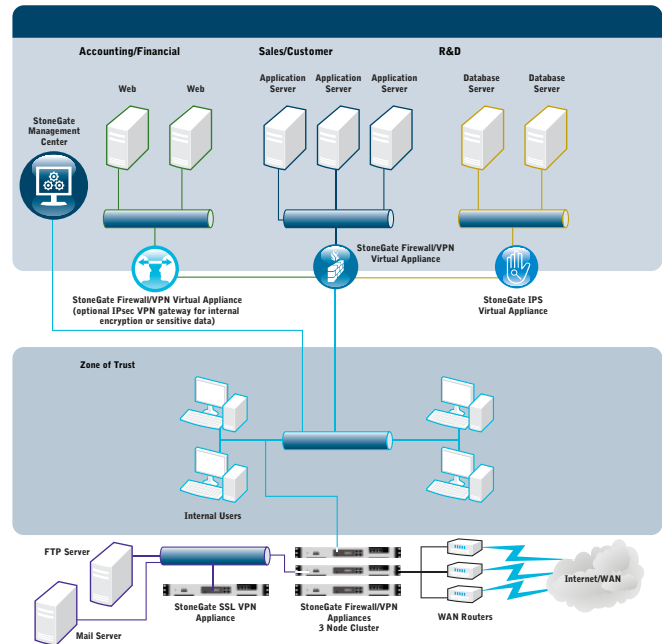 Accounting/Financial
Sales/Customer
R&D
Web
Web
Application
Server
Application
Server
Application
Server
Database
Server
Database
Server
StoneGate
Management
Center
StoneGate Firewall/VPN
Virtual Appliance
StoneGate Firewall/VPN Virtual Appliance
(optional IPsec VPN gateway for internal
encryption or sensitive data)
StoneGate IPS
Virtual Appliance
Zone of Trust
Internal Users
FTP Server
Internet/WAN
StoneGate SSL VPN
Appliance
StoneGate Firewall/VPN
Appliances
3 Node Cluster
WAN Routers
Mail Server